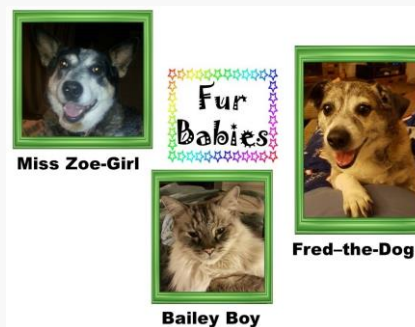 Fur
Babies
Miss Zoe-Girl
Fred–the-Dog
Bailey Boy